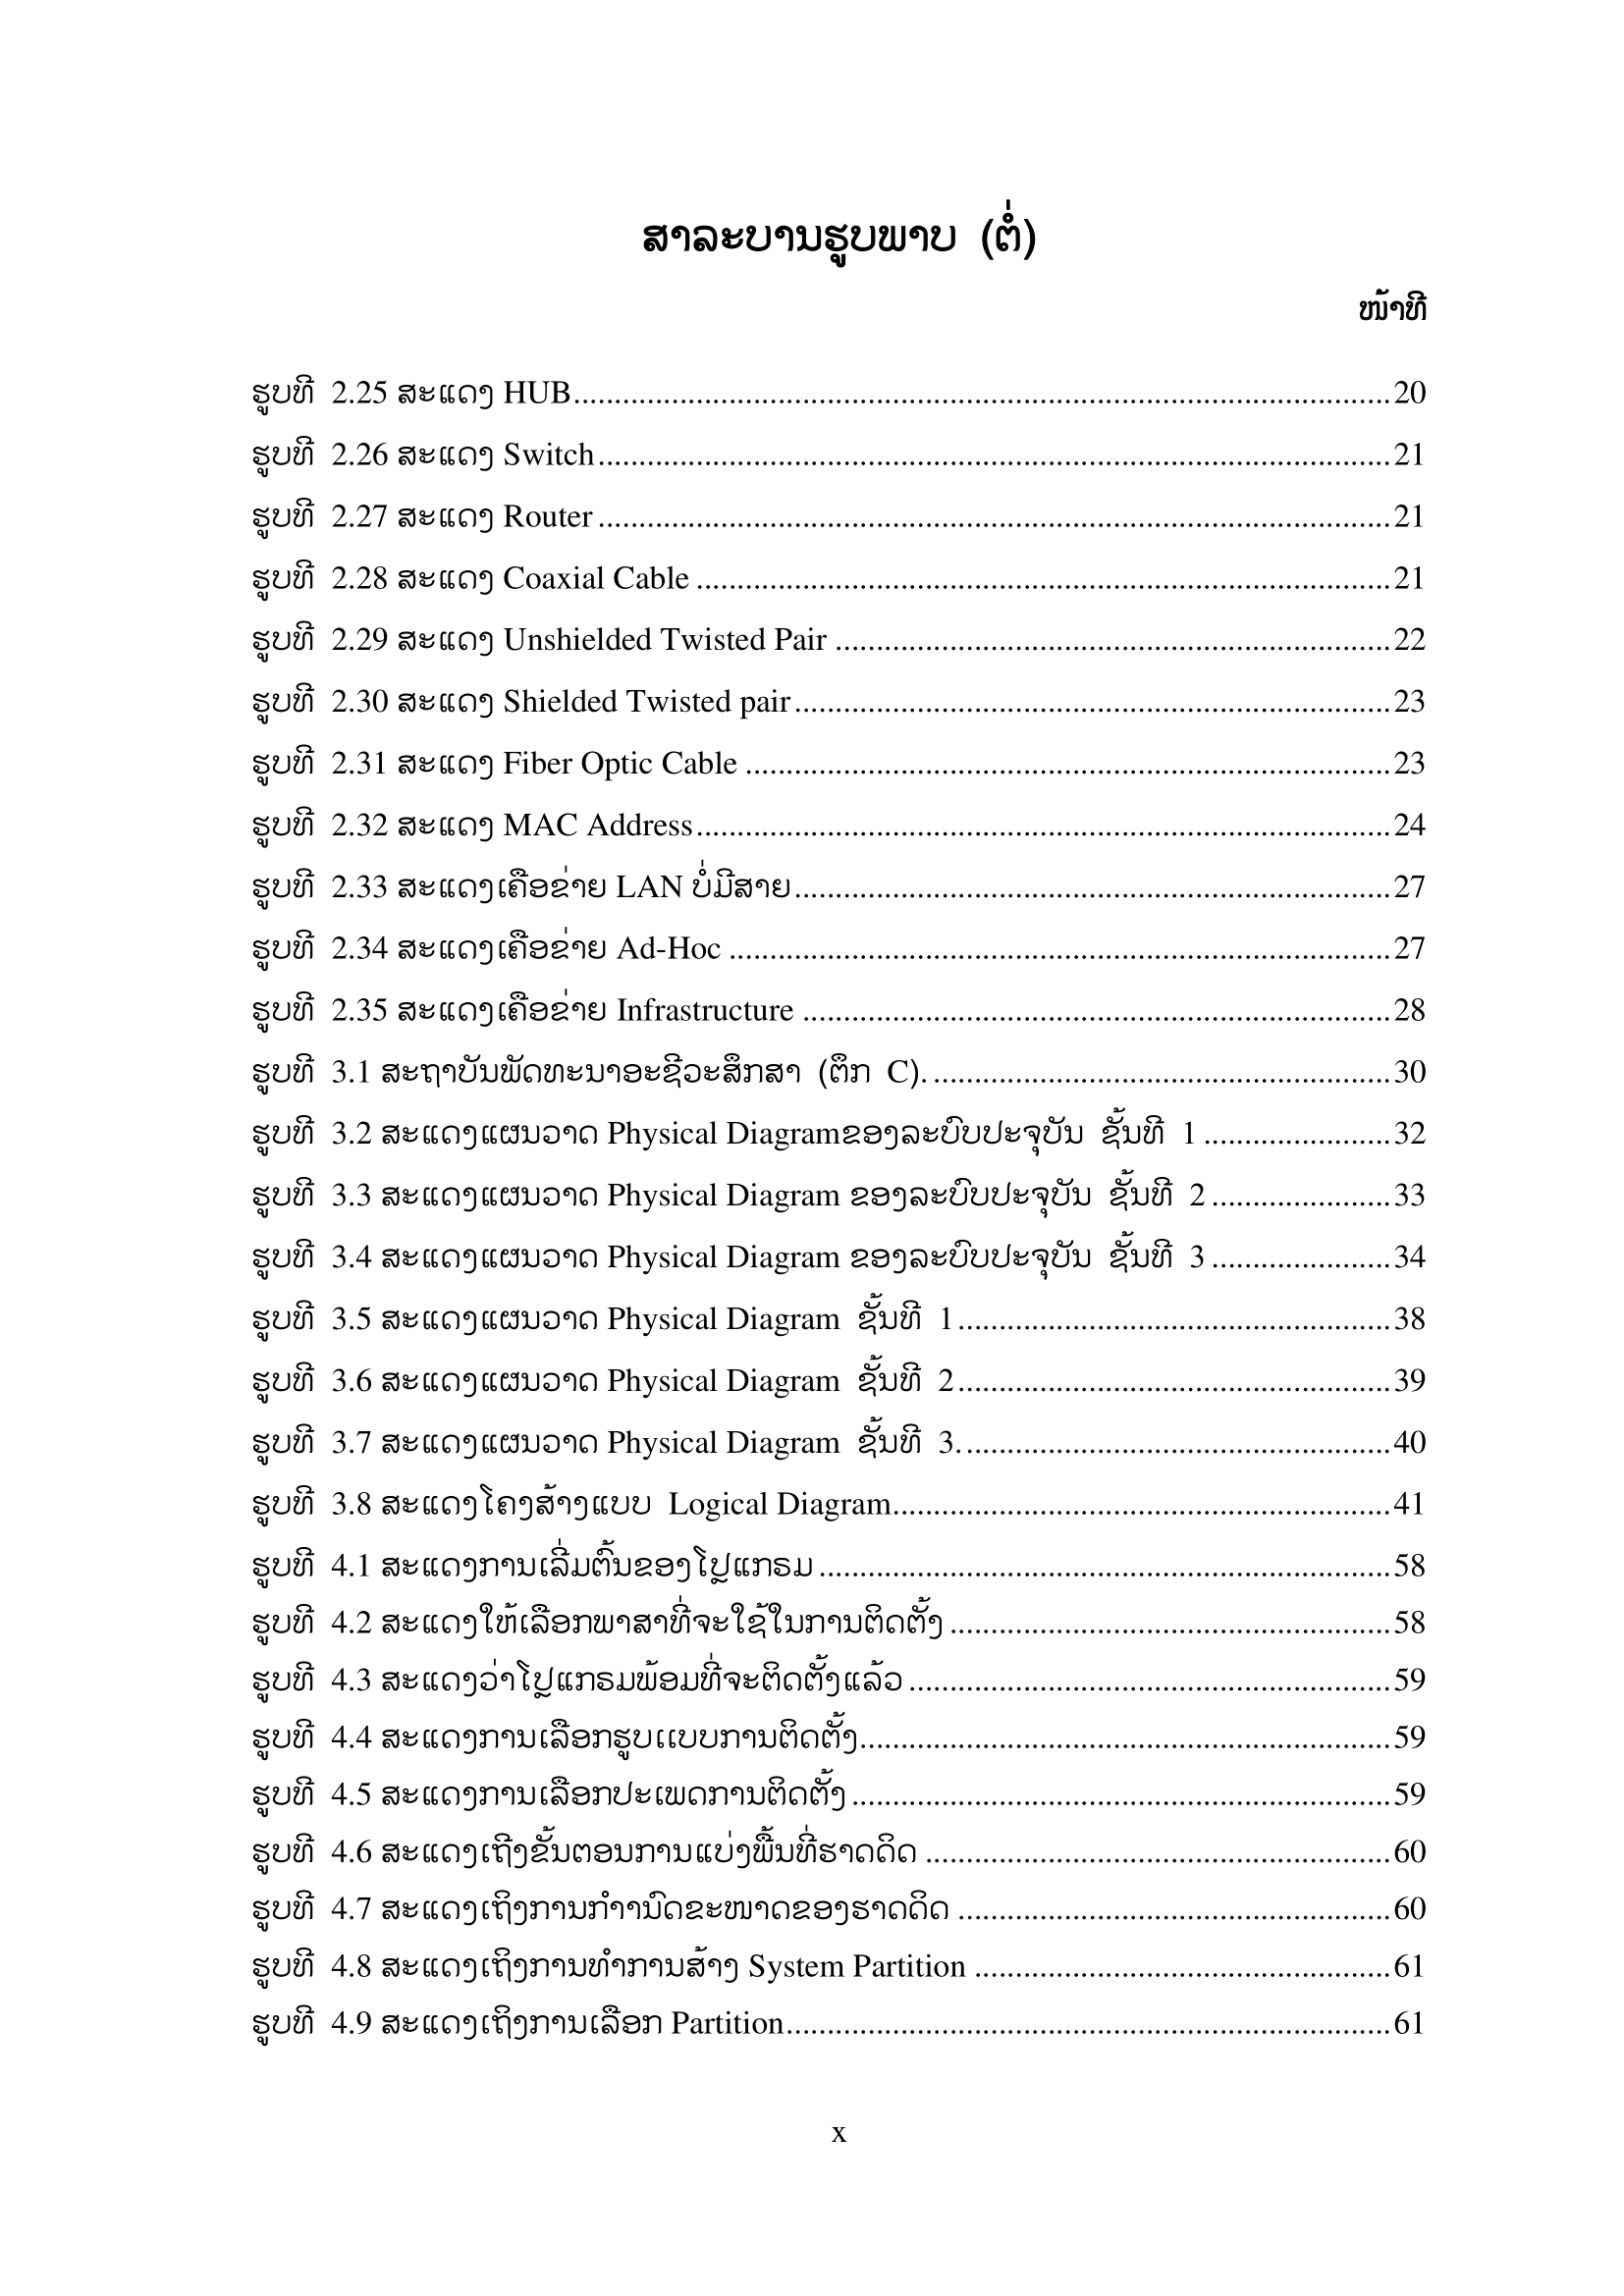 ສາລະບານຮູບພາບ (ຕໍ່)
ໜ້າທີ
ຮູບທີ 2.25 ສະແດງ HUB....................20
ຮູບທີ 2.26 ສະແດງ Switch....................21
ຮູບທີ 2.27 ສະແດງ Router....................21
ຮູບທີ 2.28 ສະແດງ Coaxial Cable....................21
ຮູບທີ 2.29 ສະແດງ Unshielded Twisted Pair....................22
ຮູບທີ 2.30 ສະແດງ Shielded Twisted pair....................23
ຮູບທີ 2.31 ສະແດງ Fiber Optic Cable....................23
ຮູບທີ 2.32 ສະແດງ MAC Address....................24
ຮູບທີ 2.33 ສະແດງເຄືອຂ່າຍ LAN ບໍ່ມີສາຍ....................27
ຮູບທີ 2.34 ສະແດງເຄືອຂ່າຍ Ad-Hoc....................27
ຮູບທີ 2.35 ສະແດງເຄືອຂ່າຍ Infrastructure....................28
ຮູບທີ 3.1 ສະຖາບັນພັດທະນາອະຊີວະສຶກສາ (ຕຶກ C).....................30
ຮູບທີ 3.2 ສະແດງແຜນວາດ Physical Diagramຂອງລະບົບປະຈຸບັນ ຊັ້ນທີ 1....................32
ຮູບທີ 3.3 ສະແດງແຜນວາດ Physical Diagram ຂອງລະບົບປະຈຸບັນ ຊັ້ນທີ 2....................33
ຮູບທີ 3.4 ສະແດງແຜນວາດ Physical Diagram ຂອງລະບົບປະຈຸບັນ ຊັ້ນທີ 3....................34
ຮູບທີ 3.5 ສະແດງແຜນວາດ Physical Diagram ຊັ້ນທີ 1....................38
ຮູບທີ 3.6 ສະແດງແຜນວາດ Physical Diagram ຊັ້ນທີ 2....................39
ຮູບທີ 3.7 ສະແດງແຜນວາດ Physical Diagram ຊັ້ນທີ 3.....................40
ຮູບທີ 3.8 ສະແດງໂຄງສ້າງແບບ Logical Diagram....................41
ຮູບທີ 4.1 ສະແດງການເລີ່ມຕົ້ນຂອງໂປຼແກຣມ....................58
ຮູບທີ 4.2 ສະແດງໃຫ້ເລືອກພາສາທີ່ຈະໃຊ້ໃນການຕິດຕັ້ງ....................58
ຮູບທີ 4.3 ສະແດງວ່າໂປຼແກຣມພ້ອມທີ່ຈະຕິດຕັ້ງແລ້ວ....................59
ຮູບທີ 4.4 ສະແດງການເລືອກຮູບເເບບການຕິດຕັ້ງ....................59
ຮູບທີ 4.5 ສະແດງການເລືອກປະເພດການຕິດຕັ້ງ....................59
ຮູບທີ 4.6 ສະແດງເຖີງຂັ້ນຕອນການແບ່ງພື້ນທີ່ຮາດດິດ....................60
ຮູບທີ 4.7 ສະແດງເຖິງການກຳານົດຂະໜາດຂອງຮາດດິດ....................60
ຮູບທີ 4.8 ສະແດງເຖິງການທຳການສ້າງ System Partition....................61
ຮູບທີ 4.9 ສະແດງເຖິງການເລືອກ Partition....................61
x